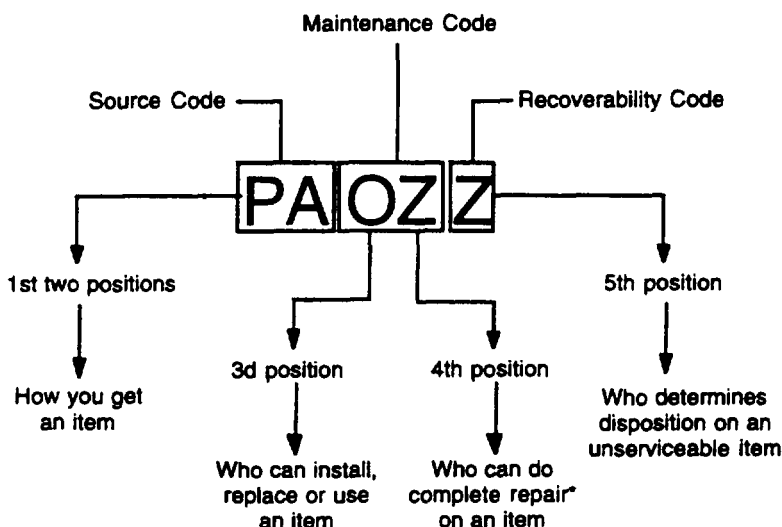 Maintenance Code
Source Code
Recoverability Code
PA OZ Z
1st two positions
5th position
3d position
4th position
How you get
an item
Who determines
disposition on an
unserviceable item
Who can install,
replace or use
an item
Who can do
complete repair*
on an item